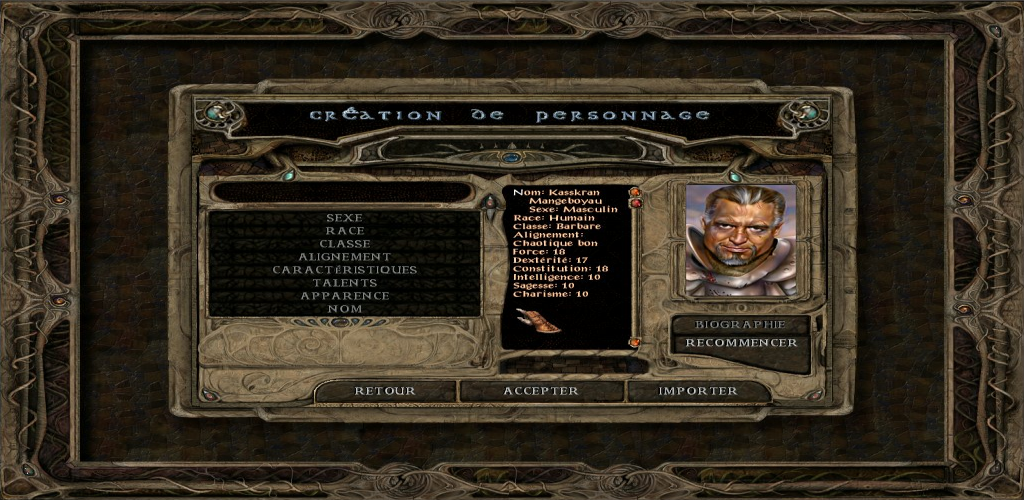 CRÉATION DE PERSONNAGE
SEXE
RACE
CLASSE
ALIGNEMENT
CARACTÉRISTIQUES
TALENTS
APPARENCE
NOM
Nom: Kasskran
Mangeboyau
Sexe: Masculin
Race: Humain
Classe: Barbare
Alignement:
Chaotique bon
Force: 18
Dextérité: 17
Constitution: 18
Intelligence: 10
Sagesse: 10
Charisme: 10
BIOGRAPHIE
RECOMMENCER
RETOUR
ACCEPTER
IMPORTER